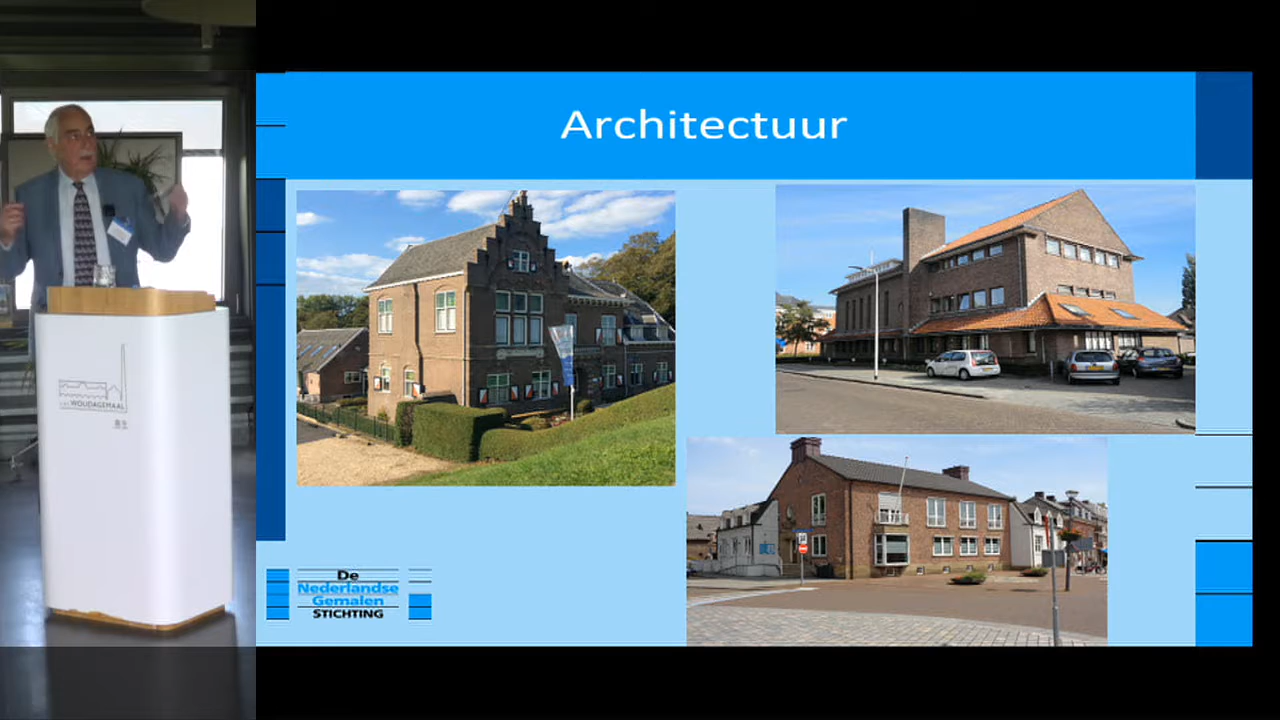 Architectuur
WOUDAGEMAAL
De
Nederlandse
Gemalen
STICHTING